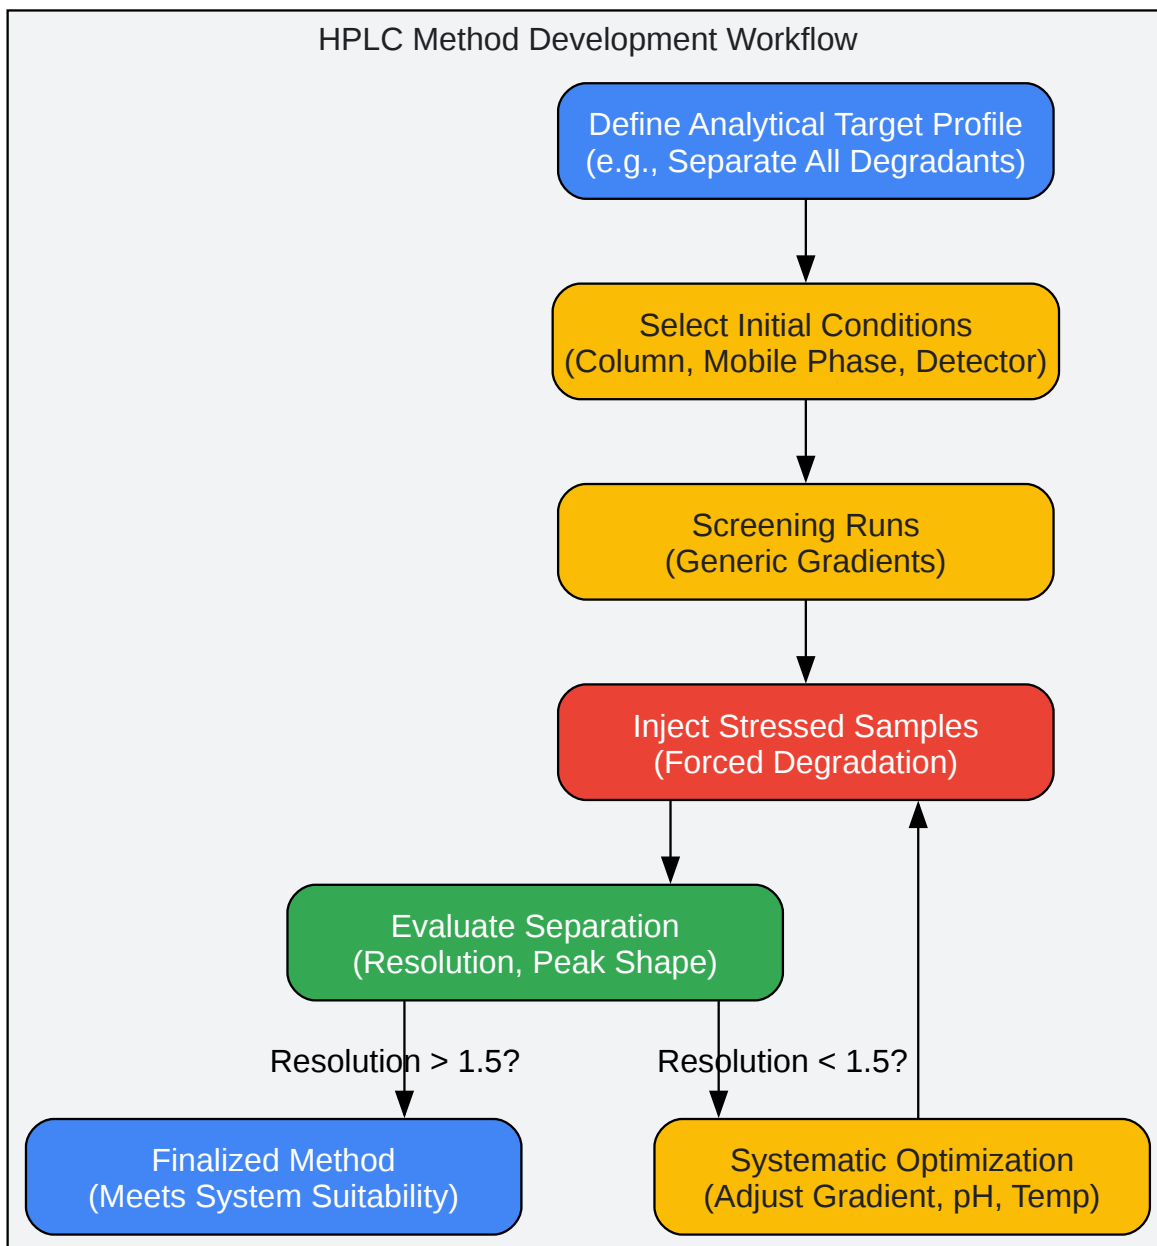 HPLC Method Development Workflow
Define Analytical Target Profile
(e.g., Separate All Degradants)
Select Initial Conditions
(Column, Mobile Phase, Detector)
Screening Runs
(Generic Gradients)
Inject Stressed Samples
(Forced Degradation)
Evaluate Separation
(Resolution, Peak Shape)
Resolution > 1.5?
Resolution < 1.5?
Finalized Method
(Meets System Suitability)
Systematic Optimization
(Adjust Gradient, pH, Temp)